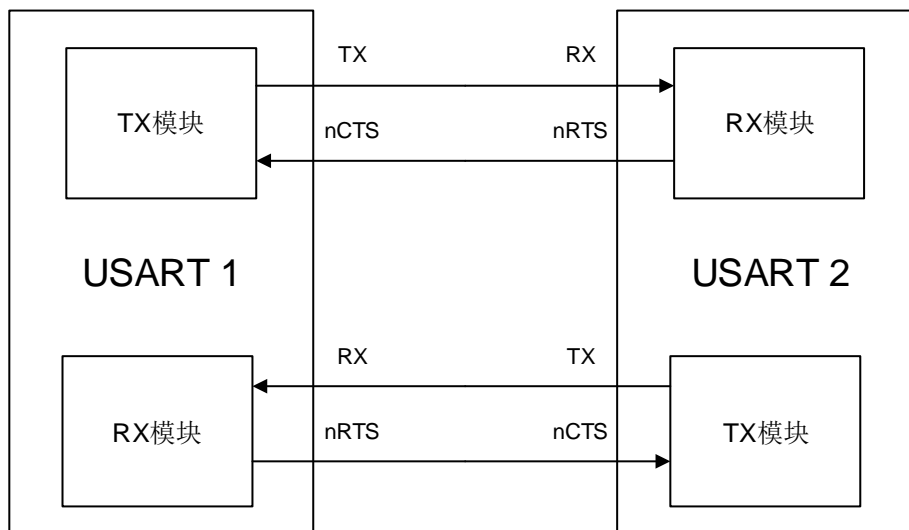 TX
RX
TX模块
nCTS
nRTS
RX模块
USART 1
USART 2
RX
TX
RX模块
nRTS
nCTS
TX模块